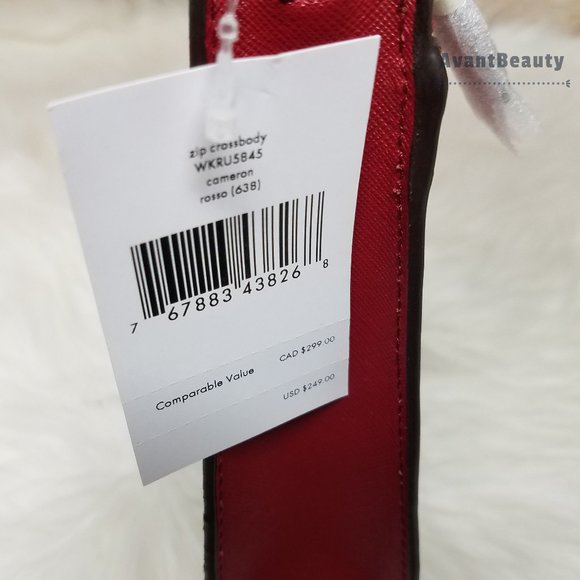 AvantBeauty
zip crossbody
WKRU5845
cameron
rosso (638)
7 67883 43826 8
Comparable Value
CAD $299.00
USD $249.00